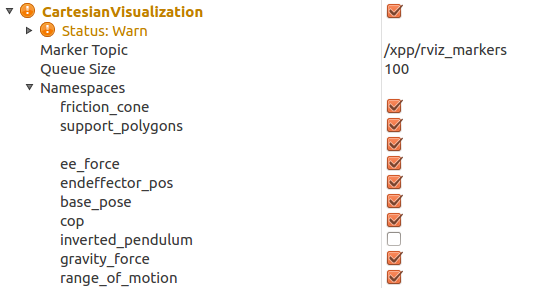 CartesianVisualization
Status: Warn
Marker Topic /xpp/rviz_markers
Queue Size 100
Namespaces
friction_cone
support_polygons
ee_force
endeffector_pos
base_pose
cop
inverted_pendulum
gravity_force
range_of_motion